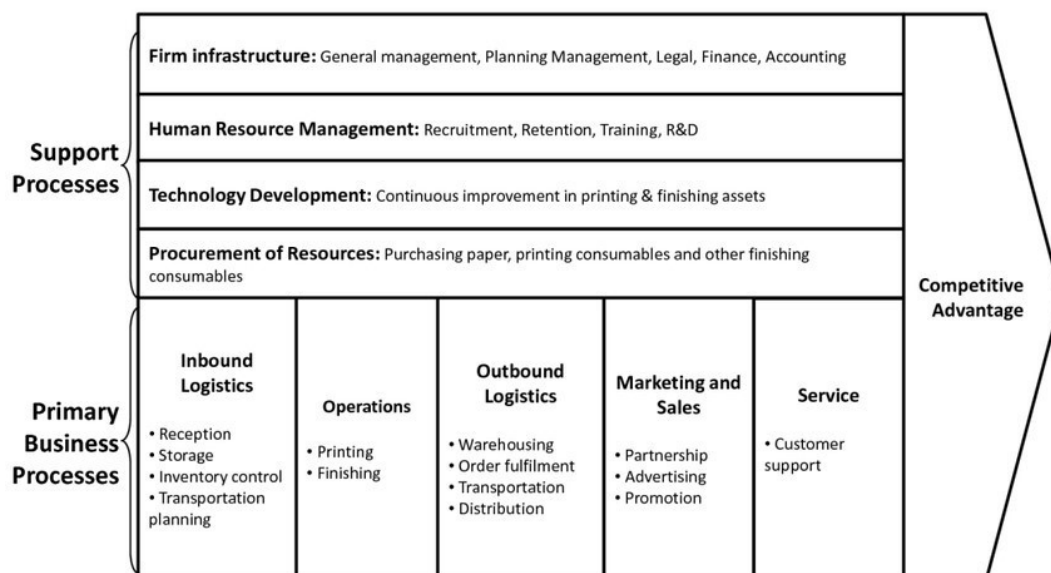 Support
Processes
Firm infrastructure: General management, Planning Management, Legal, Finance, Accounting
Human Resource Management: Recruitment, Retention, Training, R&D
Technology Development: Continuous improvement in printing & finishing assets
Procurement of Resources: Purchasing paper, printing consumables and other finishing
consumables
Competitive
Advantage
Primary
Business
Processes
Inbound
Logistics
• Reception
• Storage
• Inventory control
• Transportation
planning
Operations
• Printing
• Finishing
Outbound
Logistics
• Warehousing
• Order fulfilment
• Transportation
• Distribution
Marketing and
Sales
• Partnership
• Advertising
• Promotion
Service
• Customer
support